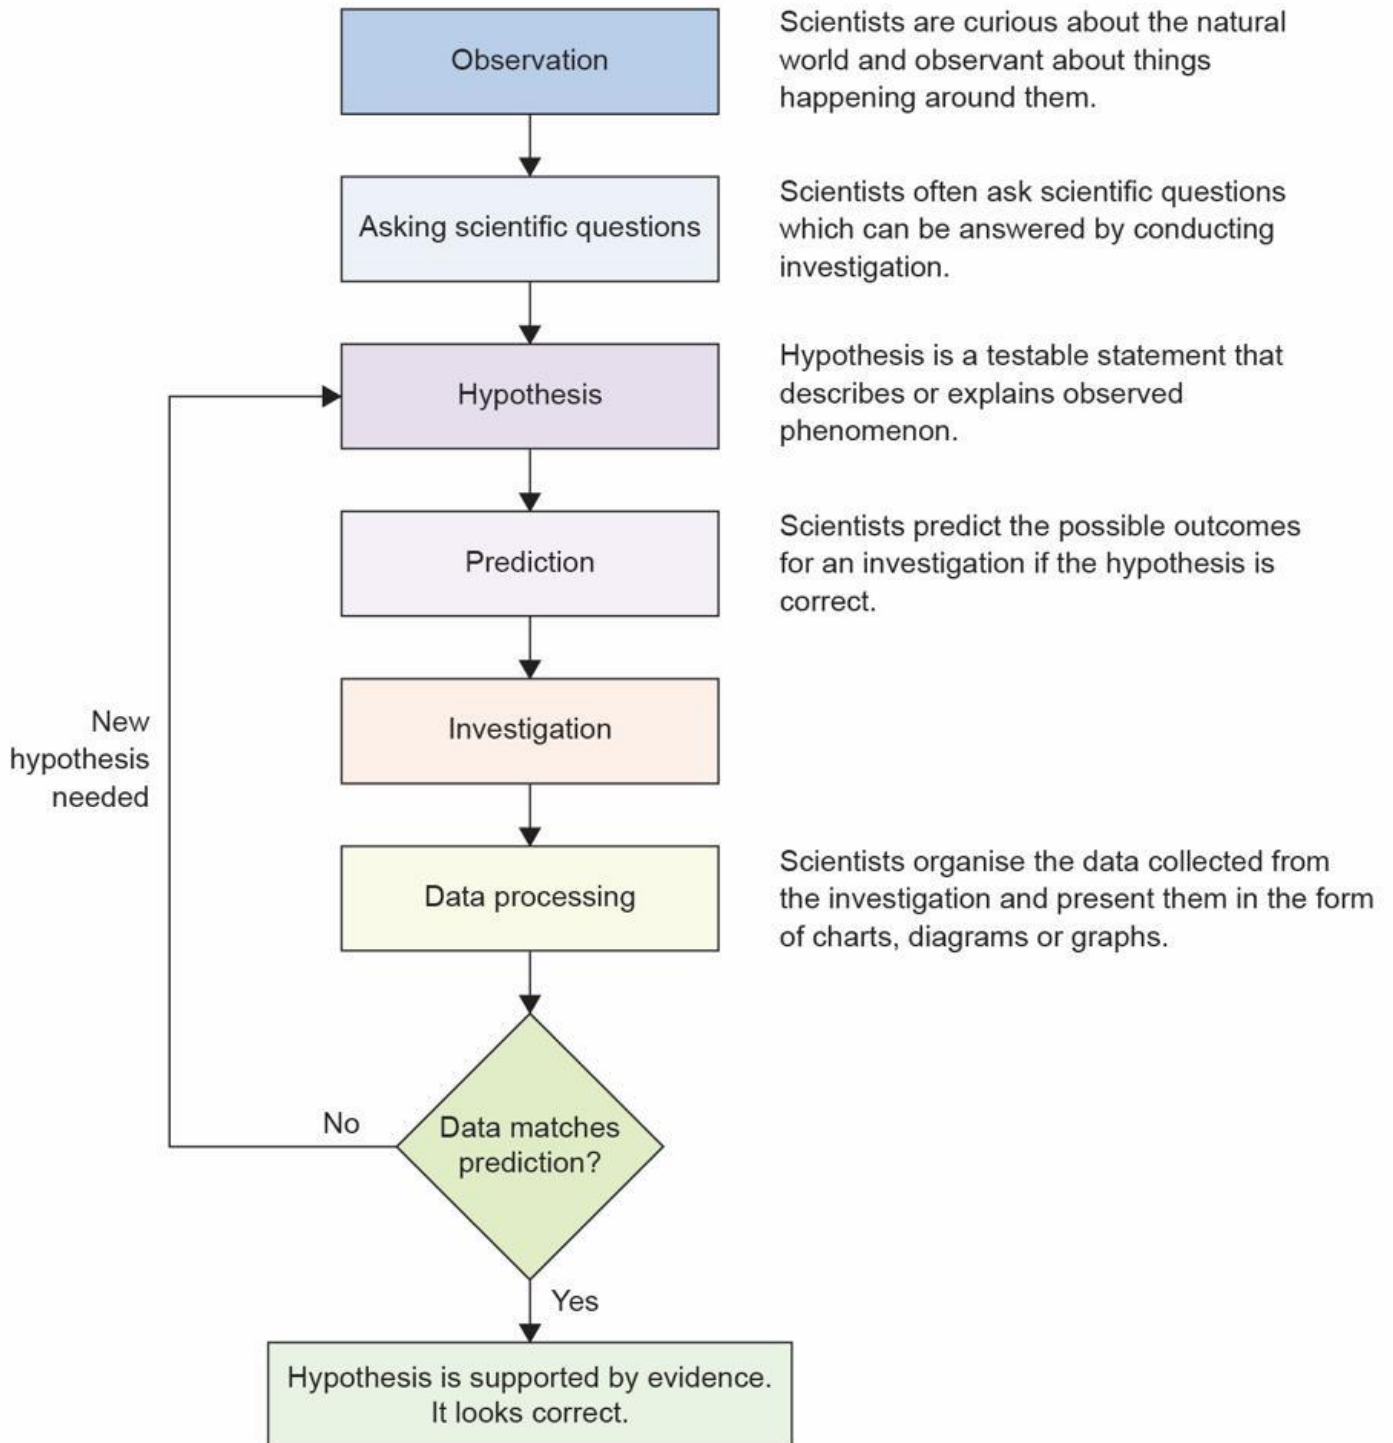 Observation
Scientists are curious about the natural
world and observant about things
happening around them.
Asking scientific questions
Scientists often ask scientific questions
which can be answered by conducting
investigation.
Hypothesis
Hypothesis is a testable statement that
describes or explains observed
phenomenon.
Prediction
Scientists predict the possible outcomes
for an investigation if the hypothesis is
correct.
New
hypothesis
needed
Investigation
Data processing
Scientists organise the data collected from
the investigation and present them in the form
of charts, diagrams or graphs.
No
Data matches
prediction?
Yes
Hypothesis is supported by evidence.
It looks correct.